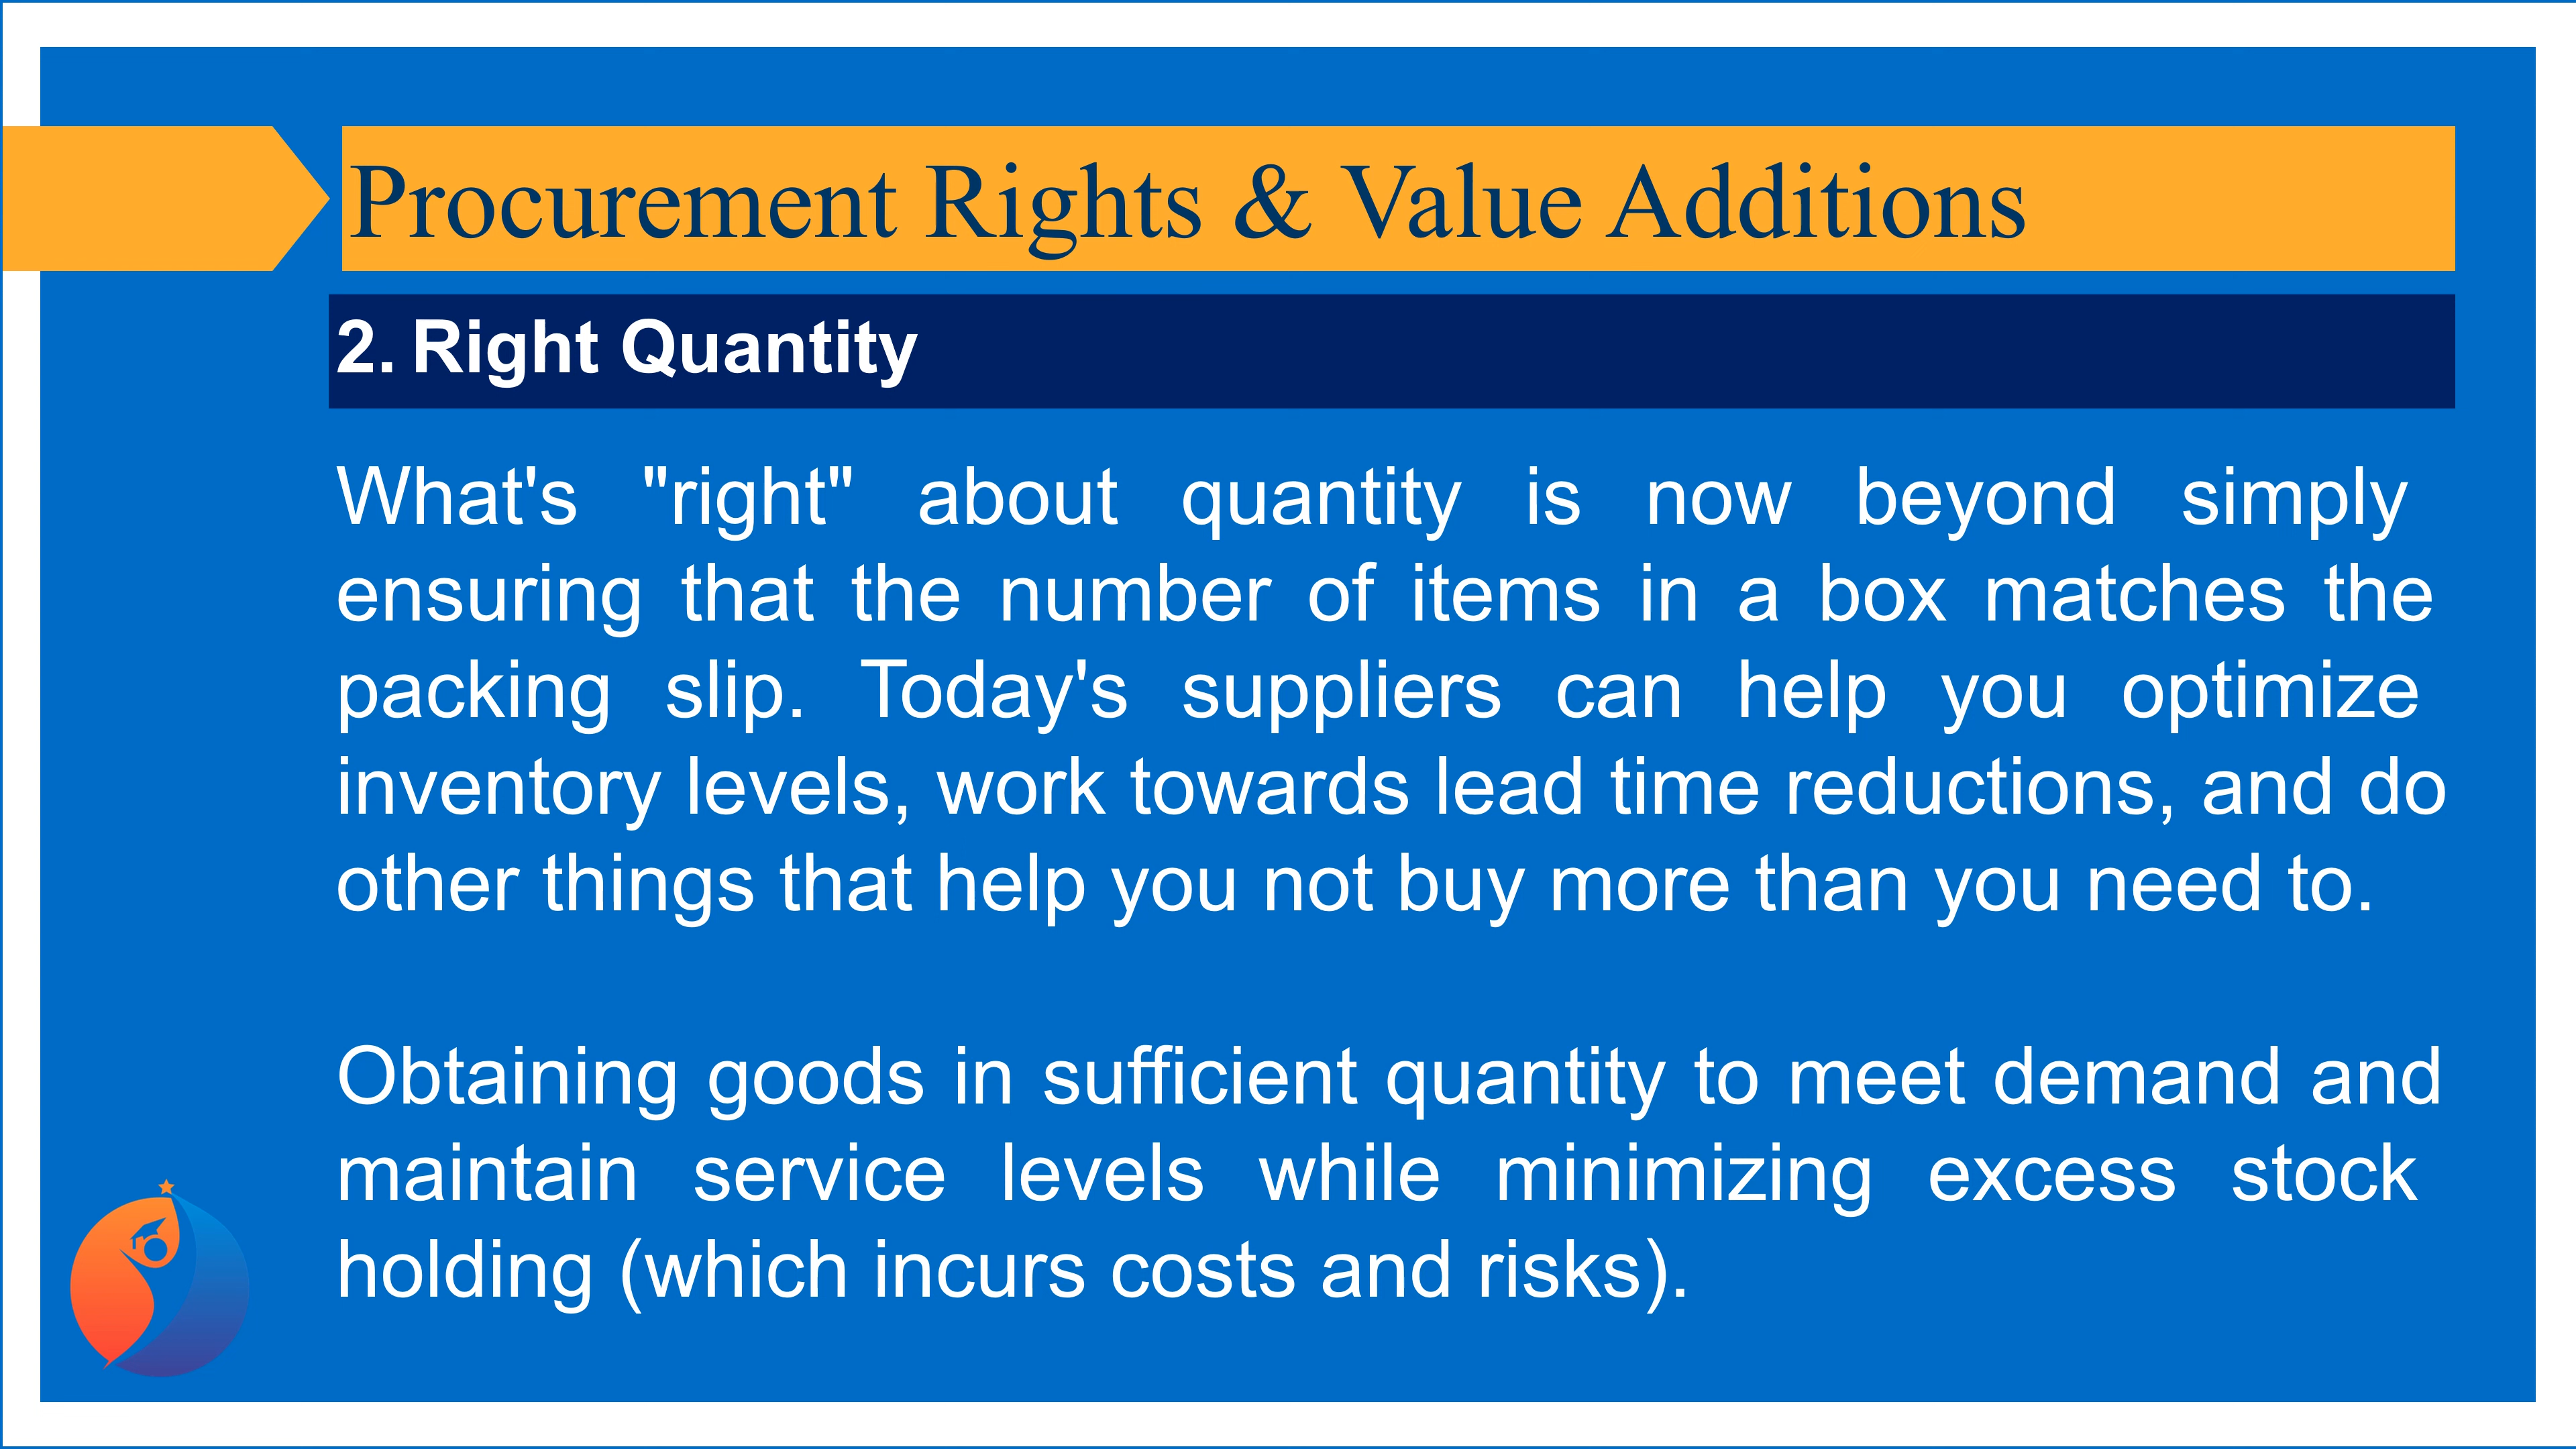 Procurement Rights & Value Additions
2. Right Quantity
What's "right" about quantity is now beyond simply
ensuring that the number of items in a box matches the
packing slip. Today's suppliers can help you optimize
inventory levels, work towards lead time reductions, and do
other things that help you not buy more than you need to.
Obtaining goods in sufficient quantity to meet demand and
maintain service levels while minimizing excess stock
holding (which incurs costs and risks).